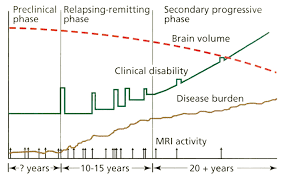 Preclinical
phase
Relapsing-remitting
phase
Secondary progressive
phase
Brain volume
Clinical disability
Disease burden
MRI activity
? years
10-15 years
20 + years